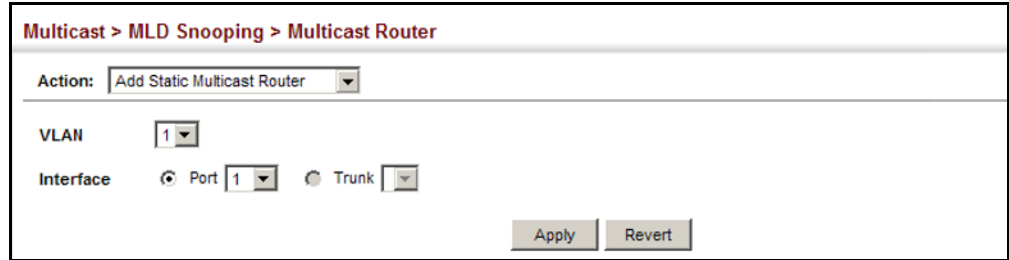 Multicast > MLD Snooping > Multicast Router
Action: Add Static Multicast Router
VLAN 1
Interface Port 1 Trunk
Apply Revert